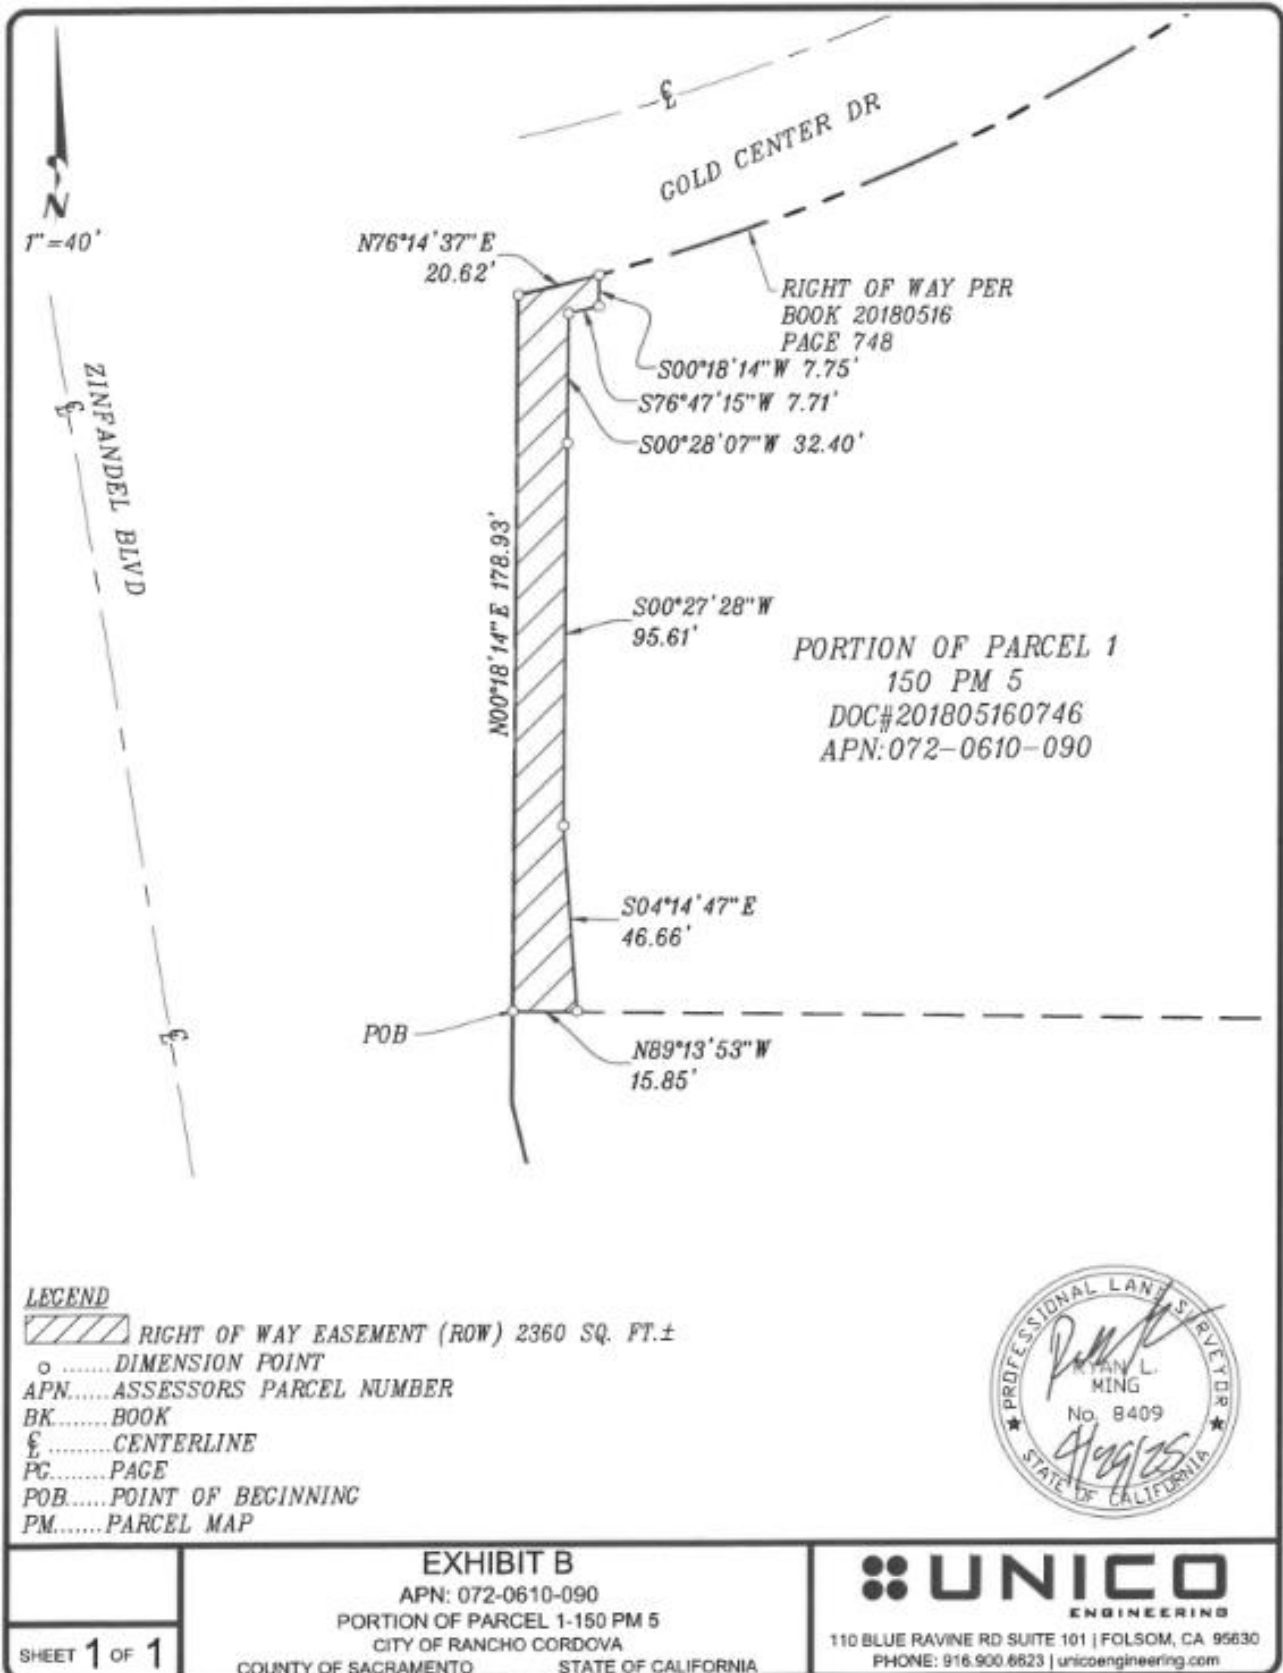 GOLD CENTER DR
N
1"=40'
N76°14'37"E
20.62'
RIGHT OF WAY PER
BOOK 20180516
PAGE 748
S00°18'14"W 7.75'
S76°47'15"W 7.71'
S00°28'07"W 32.40'
ZINFANDEL BLVD
N00°18'14"E 178.93'
S00°27'28"W
95.61'
PORTION OF PARCEL 1
150 PM 5
DOC#201805160746
APN:072-0610-090
S04°14'47"E
46.66'
POB
N89°13'53"W
15.85'
LEGEND
RIGHT OF WAY EASEMENT (ROW) 2360 SQ. FT.±
o .......DIMENSION POINT
APN......ASSESSORS PARCEL NUMBER
BK........BOOK
℄ .........CENTERLINE
PG........PAGE
POB......POINT OF BEGINNING
PM.......PARCEL MAP
PROFESSIONAL LAND SURVEYOR
RYAN L.
MING
No. 8409
STATE OF CALIFORNIA
SHEET 1 OF 1
EXHIBIT B
APN: 072-0610-090
PORTION OF PARCEL 1-150 PM 5
CITY OF RANCHO CORDOVA
COUNTY OF SACRAMENTO STATE OF CALIFORNIA
UNICO
ENGINEERING
110 BLUE RAVINE RD SUITE 101 | FOLSOM, CA 95630
PHONE: 916.900.6623 | unicoengineering.com